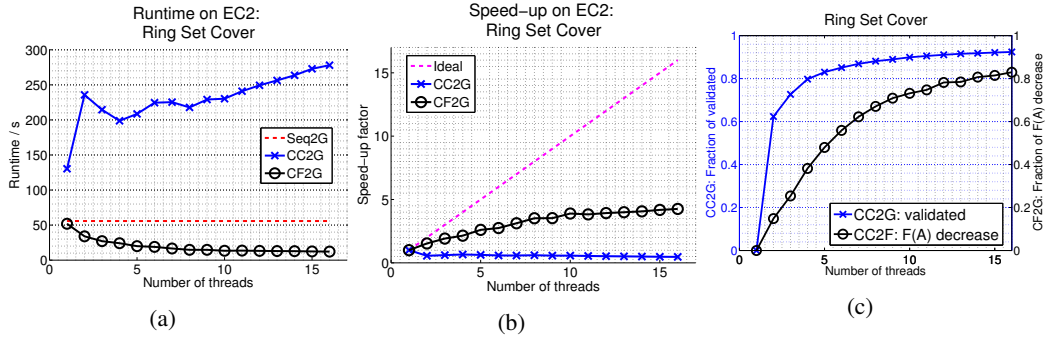 Runtime on EC2:
Ring Set Cover
300
250
200
150
100
50
0
Runtime / s
Seq2G
CC2G
CF2G
0
5
10
15
Number of threads
(a)
Speed−up on EC2:
Ring Set Cover
15
10
5
0
Speed−up factor
Ideal
CC2G
CF2G
0
5
10
15
Number of threads
(b)
Ring Set Cover
1
0.8
0.6
0.4
0.2
0
CC2G: Fraction of validated
CC2G: validated
CC2F: F(A) decrease
1
0.8
0.6
0.4
0.2
0
CF2G: Fraction of F(A) decrease
0
5
10
15
Number of threads
(c)